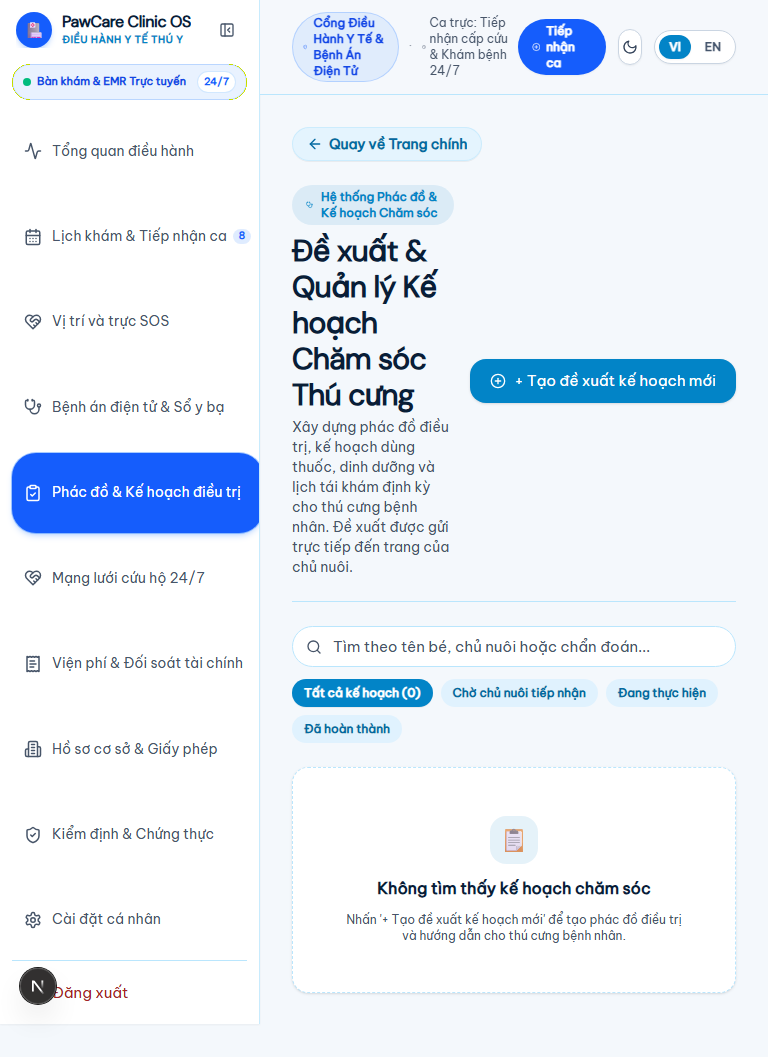 PawCare Clinic OS
ĐIỀU HÀNH Y TẾ THÚ Y
Bàn khám & EMR Trực tuyến 24/7
Tổng quan điều hành
Lịch khám & Tiếp nhận ca 8
Vị trí và trực SOS
Bệnh án điện tử & Sổ y bạ
Phác đồ & Kế hoạch điều trị
Mạng lưới cứu hộ 24/7
Viện phí & Đối soát tài chính
Hồ sơ cơ sở & Giấy phép
Kiểm định & Chứng thực
Cài đặt cá nhân
Đăng xuất
N
Cổng Điều
Hành Y Tế &
Bệnh Án
Điện Tử
·
Ca trực: Tiếp
nhận cấp cứu
& Khám bệnh
24/7
Tiếp
nhận
ca
VI EN
Quay về Trang chính
Hệ thống Phác đồ &
Kế hoạch Chăm sóc
Đề xuất &
Quản lý Kế
hoạch
Chăm sóc
Thú cưng
Xây dựng phác đồ điều
trị, kế hoạch dùng
thuốc, dinh dưỡng và
lịch tái khám định kỳ
cho thú cưng bệnh
nhân. Đề xuất được gửi
trực tiếp đến trang của
chủ nuôi.
+ Tạo đề xuất kế hoạch mới
Tìm theo tên bé, chủ nuôi hoặc chẩn đoán...
Tất cả kế hoạch (0) Chờ chủ nuôi tiếp nhận Đang thực hiện
Đã hoàn thành
Không tìm thấy kế hoạch chăm sóc
Nhấn '+ Tạo đề xuất kế hoạch mới' để tạo phác đồ điều trị
và hướng dẫn cho thú cưng bệnh nhân.